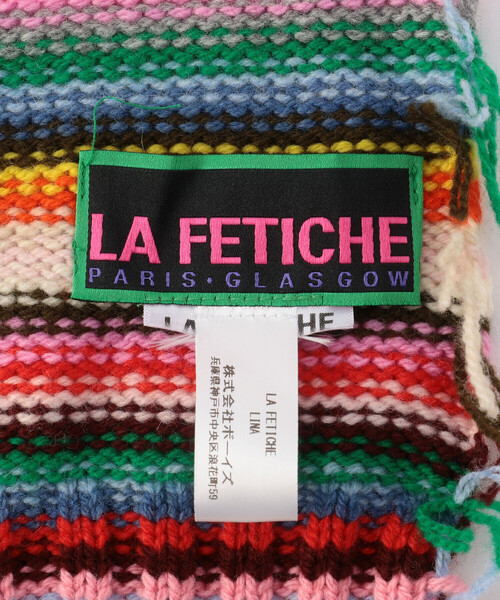 LA FETICHE
PARIS·GLASGOW
LA FETICHE
LINA
株式会社ボーイズ
兵庫県神戸市中央区浪花町59